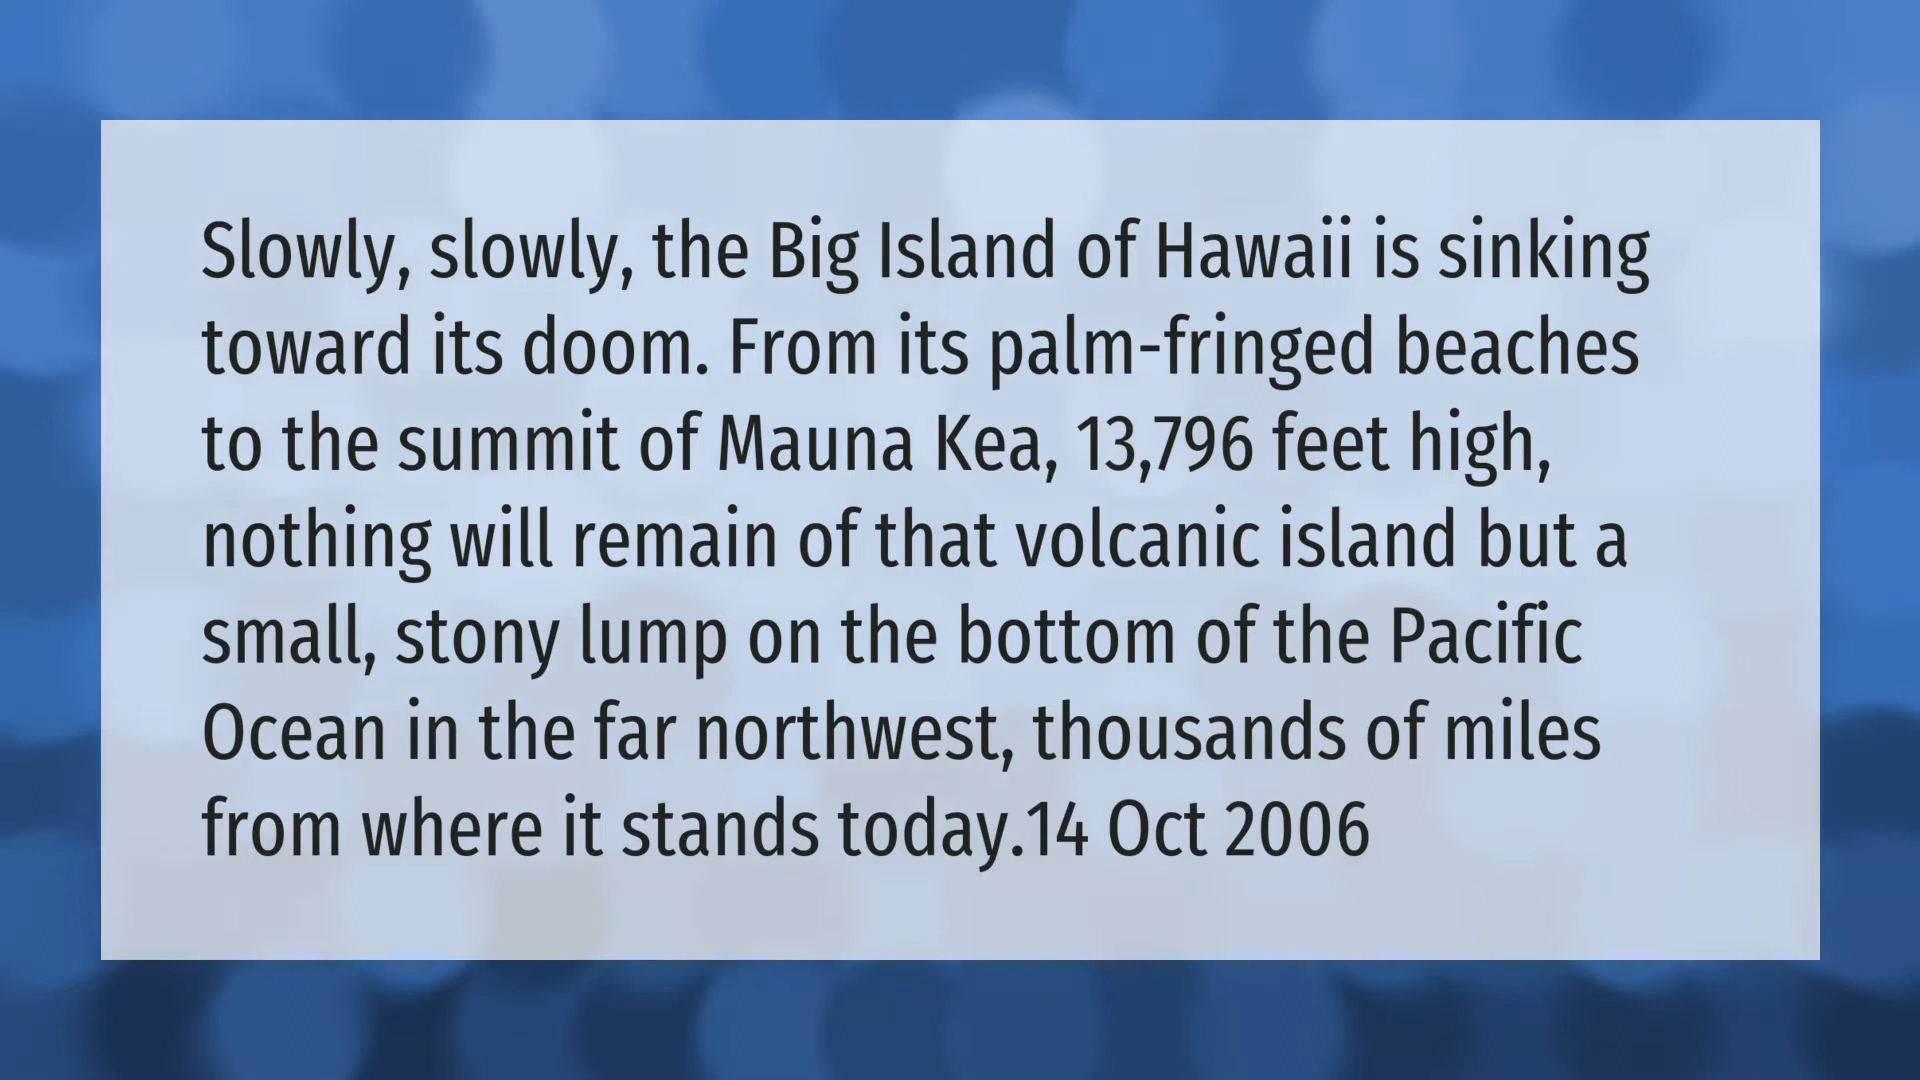 Slowly, slowly, the Big Island of Hawaii is sinking
toward its doom. From its palm-fringed beaches
to the summit of Mauna Kea, 13,796 feet high,
nothing will remain of that volcanic island but a
small, stony lump on the bottom of the Pacific
Ocean in the far northwest, thousands of miles
from where it stands today.14 Oct 2006